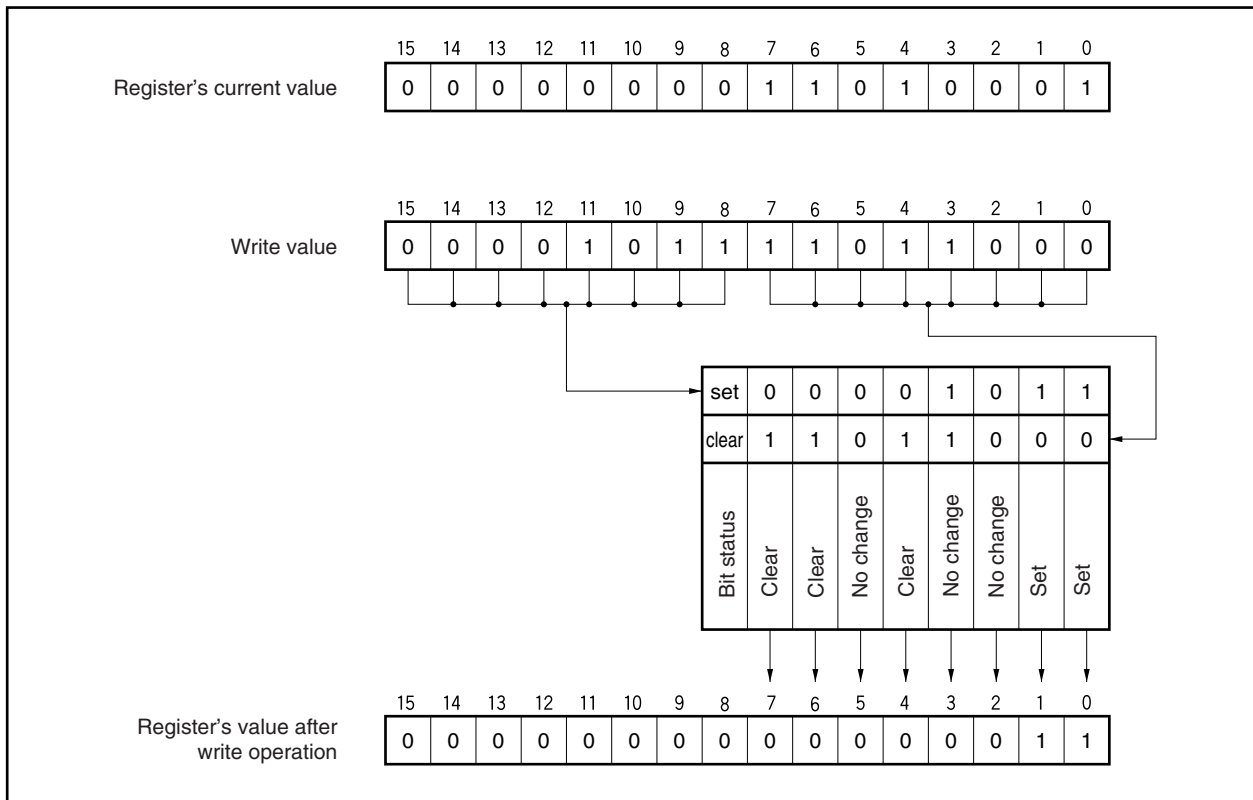 15 14 13 12 11 10 9 8 7 6 5 4 3 2 1 0
Register's current value 0 0 0 0 0 0 0 0 1 1 0 1 0 0 0 1
15 14 13 12 11 10 9 8 7 6 5 4 3 2 1 0
Write value 0 0 0 0 1 0 1 1 1 1 0 1 1 0 0 0
set 0 0 0 0 1 0 1 1
clear 1 1 0 1 1 0 0 0
Bit status Clear Clear No change Clear No change No change Set Set
15 14 13 12 11 10 9 8 7 6 5 4 3 2 1 0
Register's value after
write operation 0 0 0 0 0 0 0 0 0 0 0 0 0 0 1 1